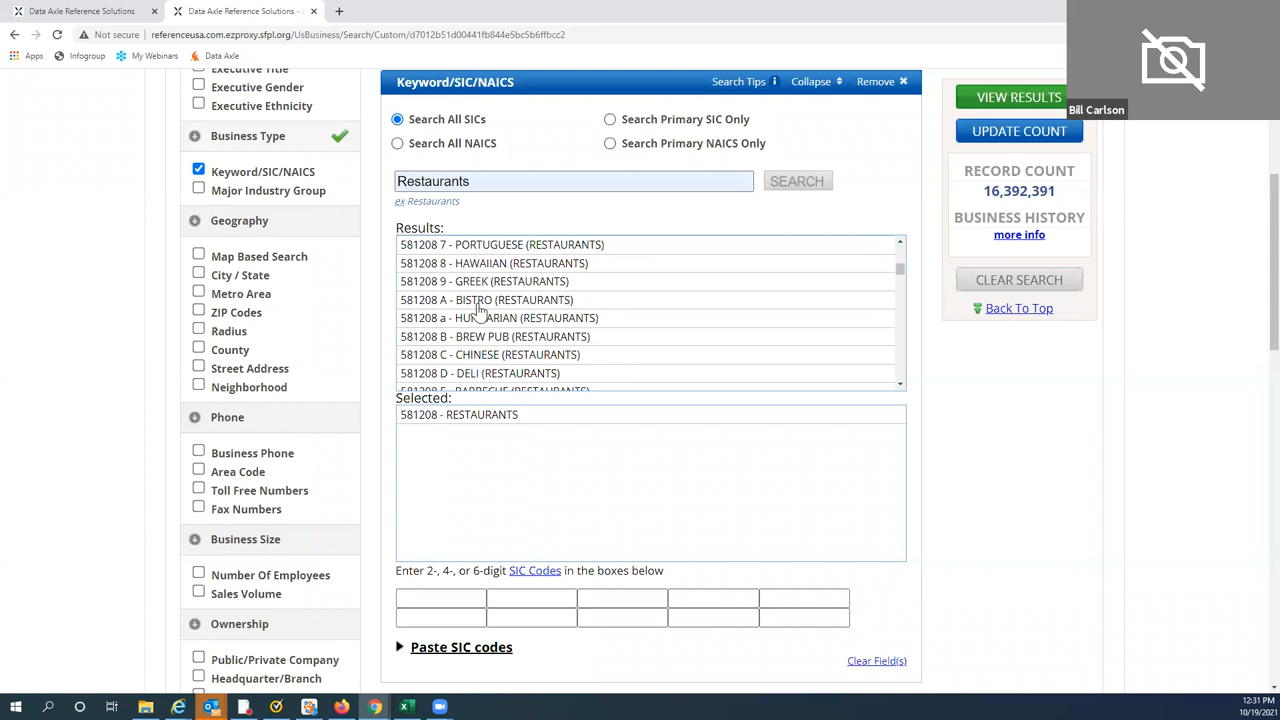 Data Axle Reference Solutions
Data Axle Reference Solutions -
Not secure
referenceusa.com.ezproxy.sfpl.org/UsBusiness/Search/Custom/d7012b51d00441fb844e5bc5b6ffbcc2
Apps
Infogroup
My Webinars
Data Axle
Bill Carlson
Executive Title
Executive Gender
Executive Ethnicity
Business Type
Keyword/SIC/NAICS
Major Industry Group
Geography
Map Based Search
City / State
Metro Area
ZIP Codes
Radius
County
Street Address
Neighborhood
Phone
Business Phone
Area Code
Toll Free Numbers
Fax Numbers
Business Size
Number Of Employees
Sales Volume
Ownership
Public/Private Company
Headquarter/Branch
Keyword/SIC/NAICS
Search Tips
Collapse
Remove
Search All SICs
Search Primary SIC Only
Search All NAICS
Search Primary NAICS Only
Restaurants
SEARCH
ex Restaurants
Results:
581208 7 - PORTUGUESE (RESTAURANTS)
581208 8 - HAWAIIAN (RESTAURANTS)
581208 9 - GREEK (RESTAURANTS)
581208 A - BISTRO (RESTAURANTS)
581208 a - HUNGARIAN (RESTAURANTS)
581208 B - BREW PUB (RESTAURANTS)
581208 C - CHINESE (RESTAURANTS)
581208 D - DELI (RESTAURANTS)
581208 E - BARBECUE (RESTAURANTS)
Selected:
581208 - RESTAURANTS
Enter 2-, 4-, or 6-digit SIC Codes in the boxes below
Paste SIC codes
Clear Field(s)
VIEW RESULTS
UPDATE COUNT
RECORD COUNT
16,392,391
BUSINESS HISTORY
more info
CLEAR SEARCH
Back To Top
12:31 PM
10/19/2021